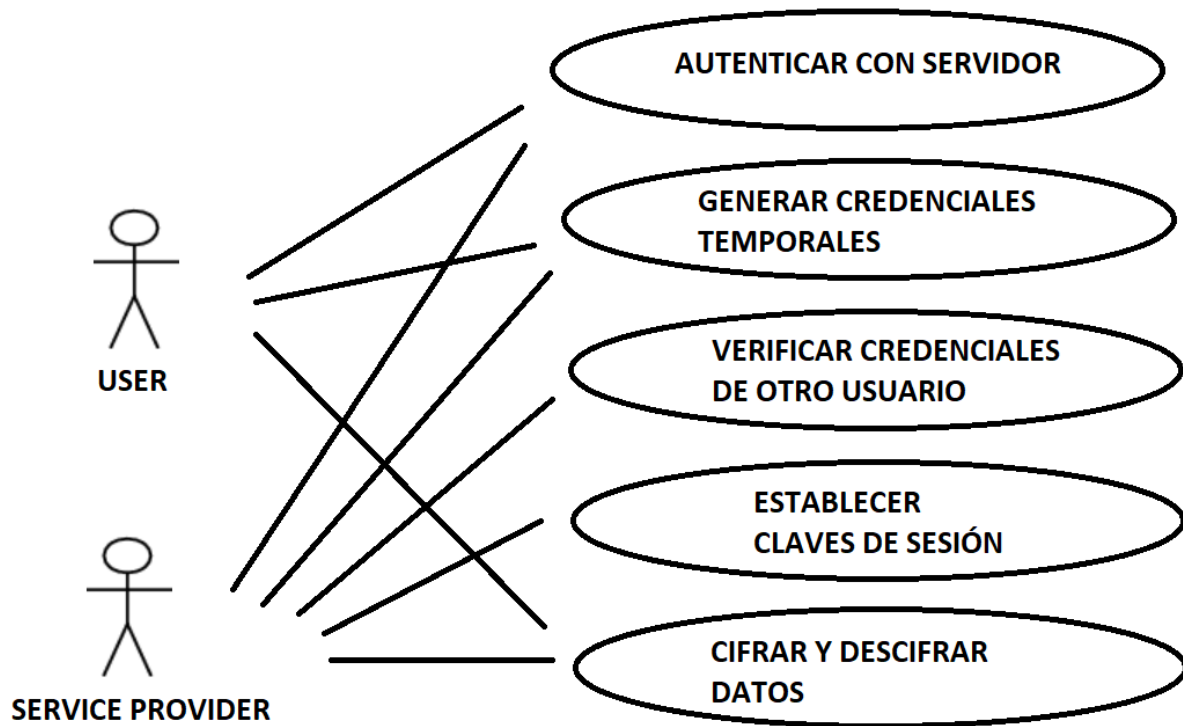 AUTENTICAR CON SERVIDOR
GENERAR CREDENCIALES
TEMPORALES
USER
VERIFICAR CREDENCIALES
DE OTRO USUARIO
ESTABLECER
CLAVES DE SESIÓN
CIFRAR Y DESCIFRAR
DATOS
SERVICE PROVIDER